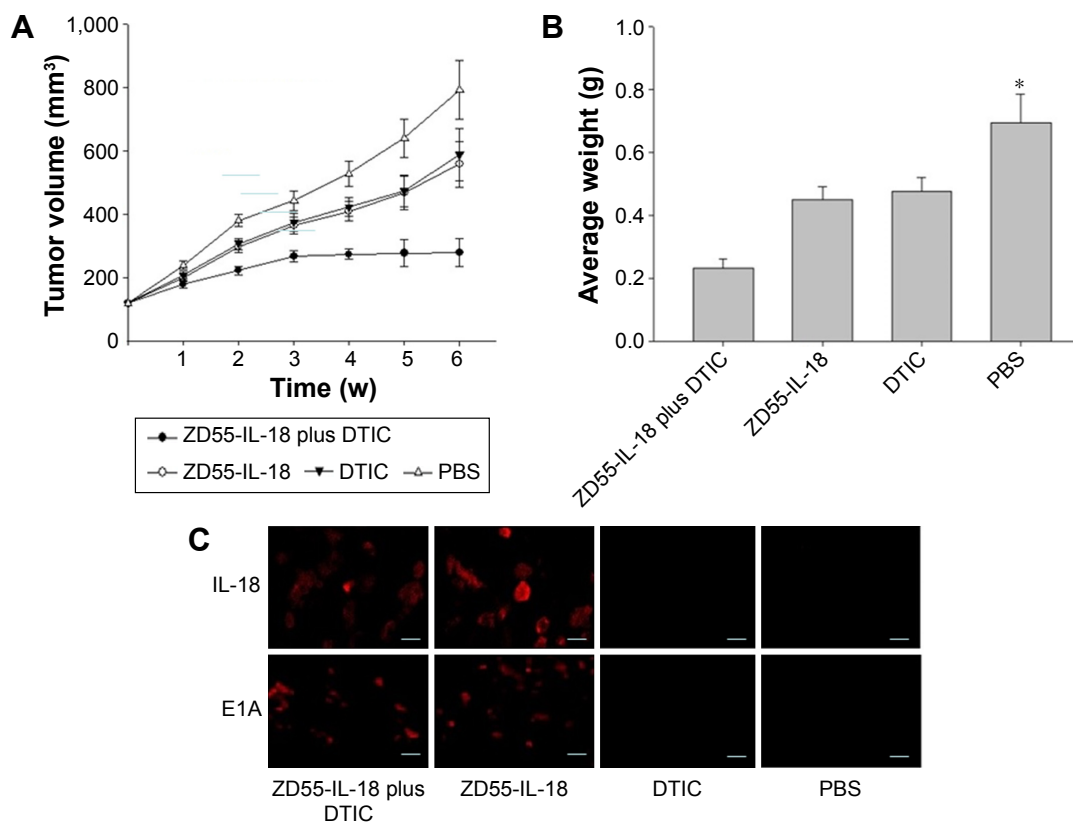 A
Tumor volume (mm³)
1,000
800
600
400
200
0
1 2 3 4 5 6
Time (w)
ZD55-IL-18 plus DTIC
ZD55-IL-18 DTIC PBS
B
Average weight (g)
1.0
0.8
0.6
0.4
0.2
0.0
*
ZD55-IL-18 plus DTIC
ZD55-IL-18
DTIC
PBS
C
IL-18
E1A
ZD55-IL-18 plus
DTIC
ZD55-IL-18
DTIC
PBS